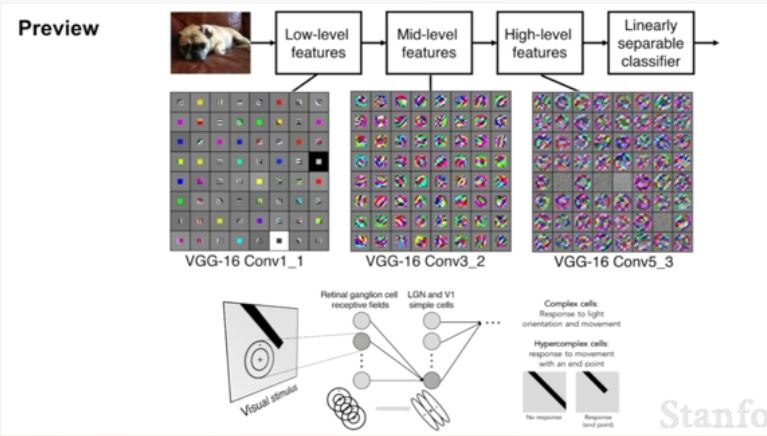 Preview
Low-level
features
Mid-level
features
High-level
features
Linearly
separable
classifier
VGG-16 Conv1_1
VGG-16 Conv3_2
VGG-16 Conv5_3
Retinal ganglion cell
receptive fields
LGN and V1
simple cells
Complex cells:
Response to light
orientation and movement
Hypercomplex cells:
response to movement
with an end point
Visual stimulus
No response
Response
(end point)
Stanfo